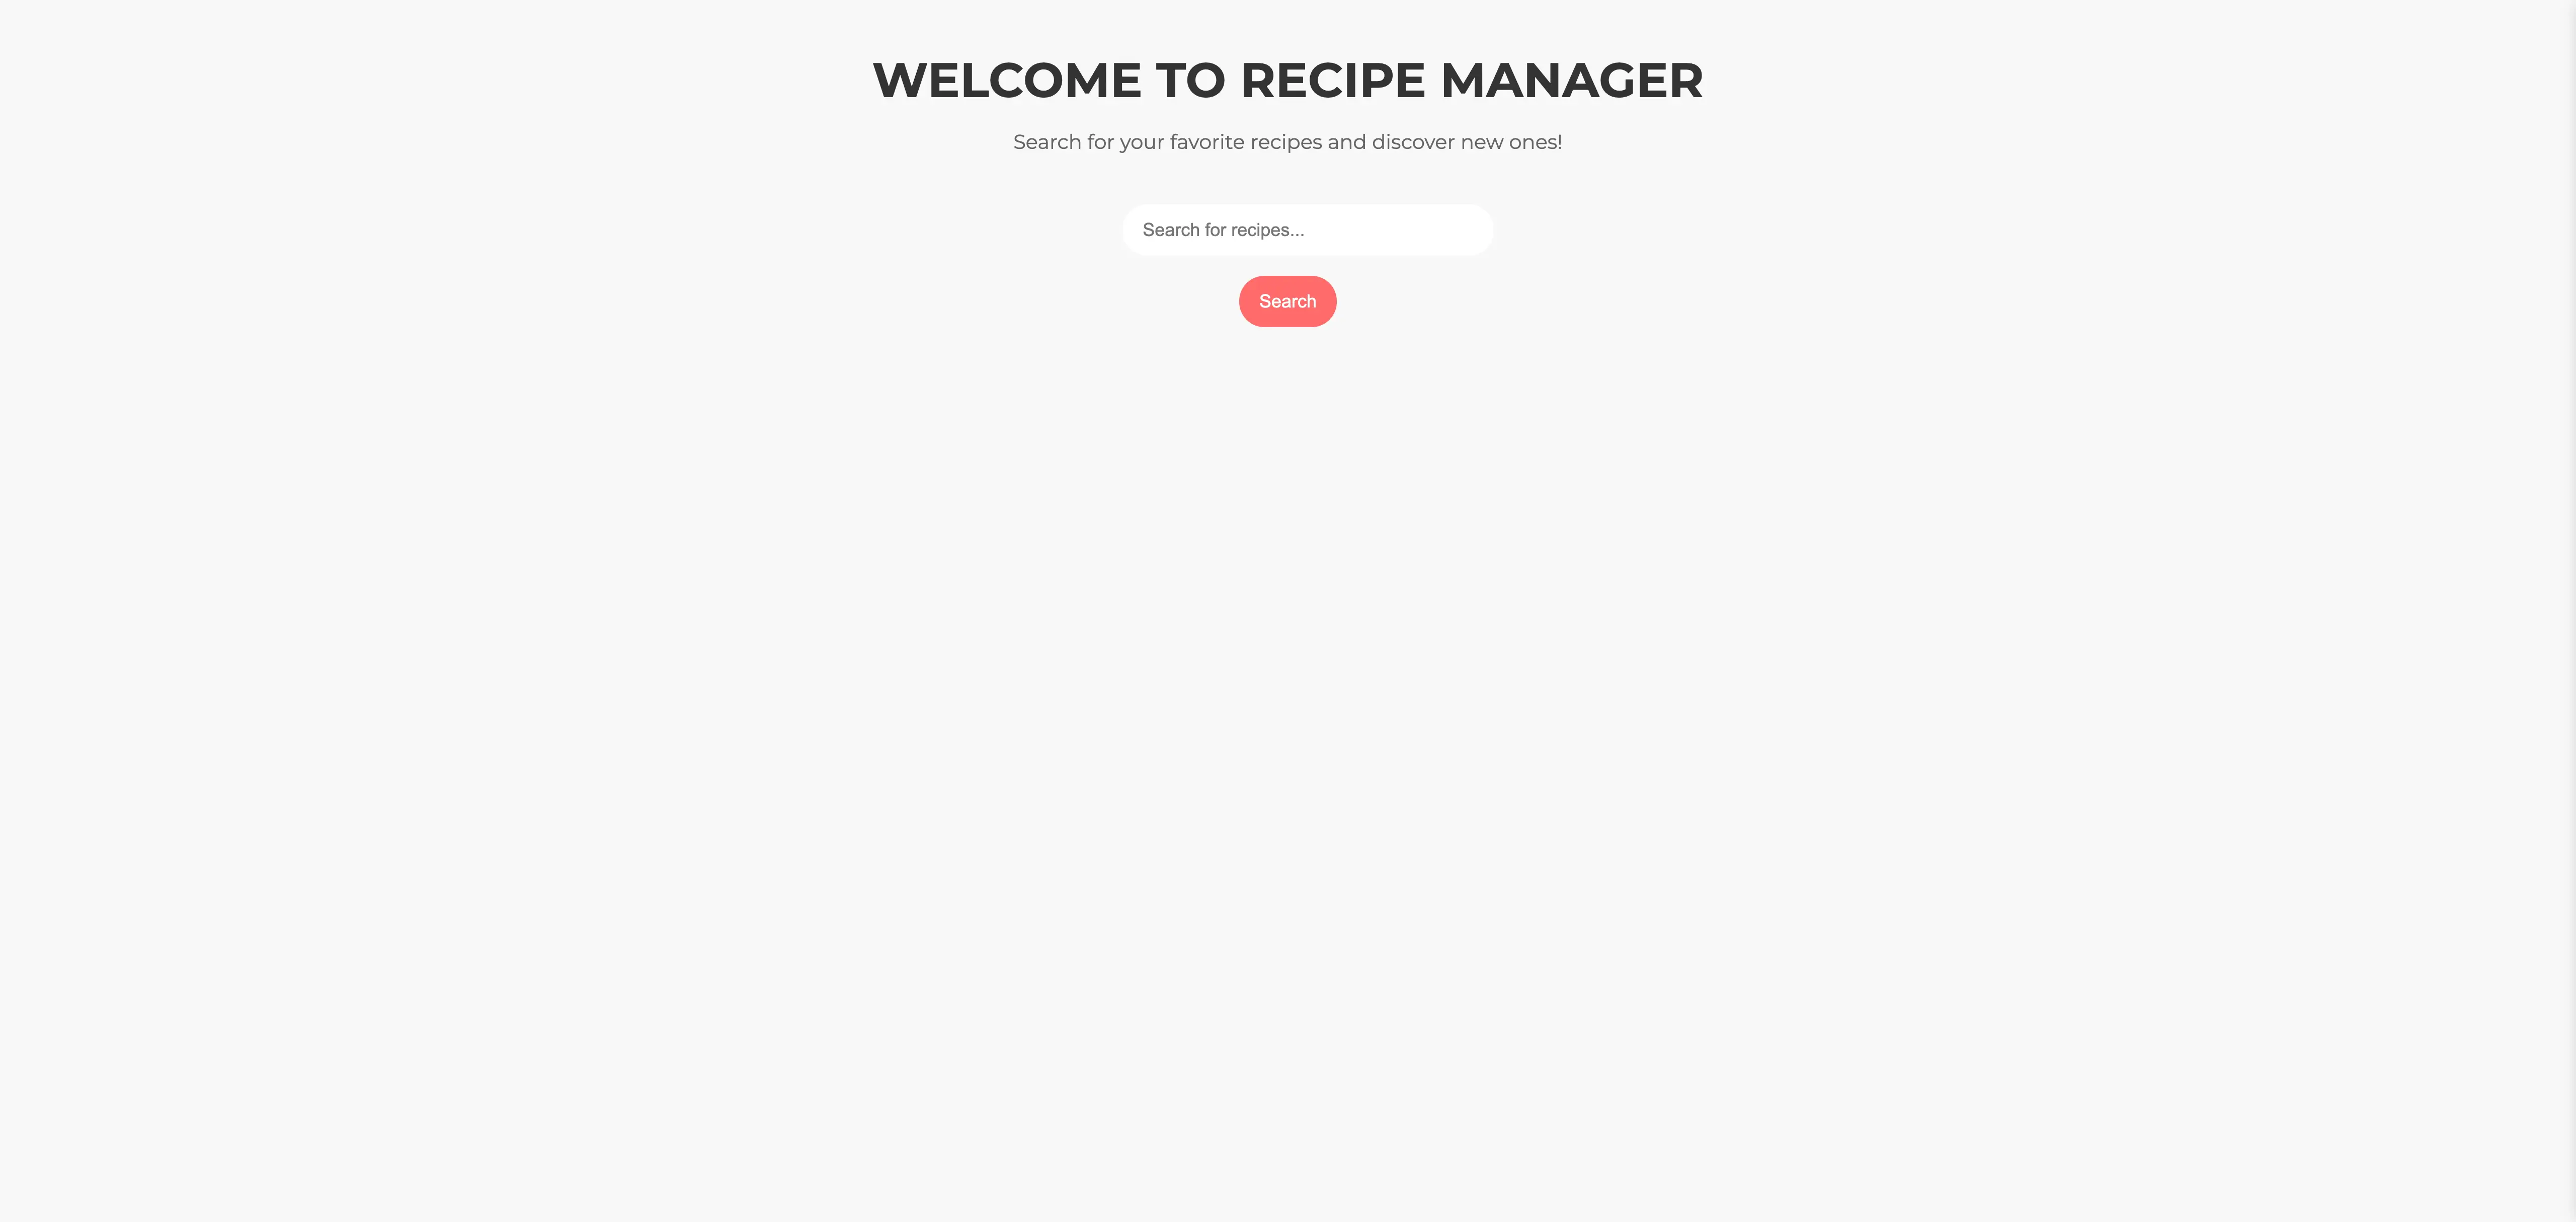 WELCOME TO RECIPE MANAGER
Search for your favorite recipes and discover new ones!
Search for recipes...
Search